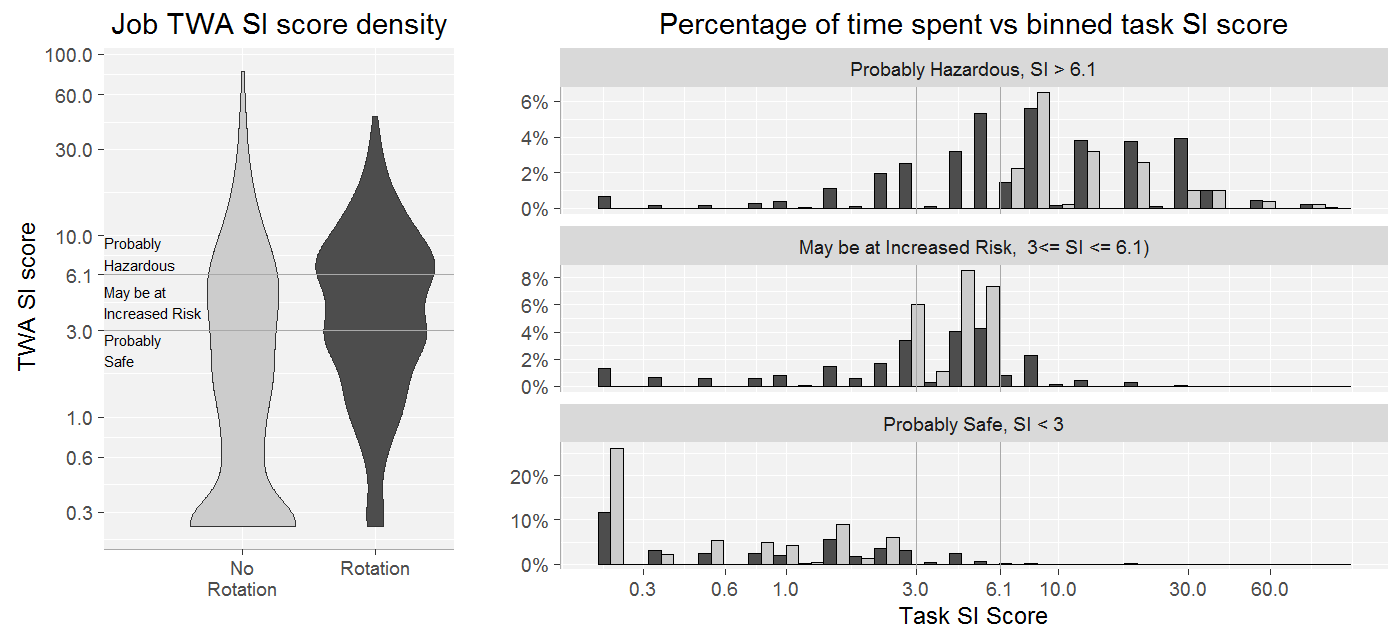 Job TWA SI score density
TWA SI score
100.0
60.0
30.0
10.0
6.1
3.0
1.0
0.6
0.3
Probably
Hazardous
May be at
Increased Risk
Probably
Safe
No
Rotation
Rotation
Percentage of time spent vs binned task SI score
Probably Hazardous, SI > 6.1
6%
4%
2%
0%
May be at Increased Risk,  3<= SI <= 6.1)
8%
6%
4%
2%
0%
Probably Safe, SI < 3
20%
10%
0%
0.3 0.6 1.0 3.0 6.1 10.0 30.0 60.0
Task SI Score